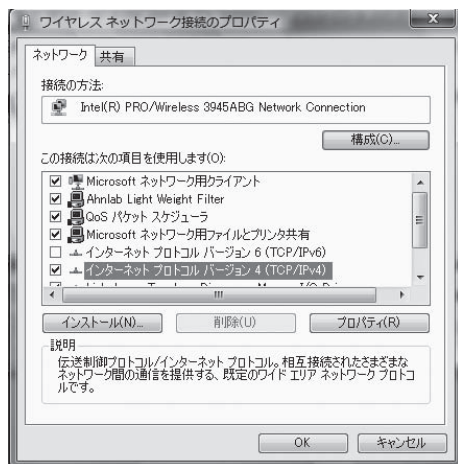 ワイヤレス ネットワーク接続のプロパティ
ネットワーク 共有
接続の方法:
Intel(R) PRO/Wireless 3945ABG Network Connection
構成(C)...
この接続は次の項目を使用します(O):
Microsoft ネットワーク用クライアント
Ahnlab Light Weight Filter
QoS パケット スケジューラ
Microsoft ネットワーク用ファイルとプリンタ共有
インターネット プロトコル バージョン 6 (TCP/IPv6)
インターネット プロトコル バージョン 4 (TCP/IPv4)
インストール(N)... 削除(U) プロパティ(R)
説明
伝送制御プロトコル/インターネット プロトコル。相互接続されたさまざまな
ネットワーク間の通信を提供する、既定のワイド エリア ネットワーク プロトコ
ルです。
OK キャンセル